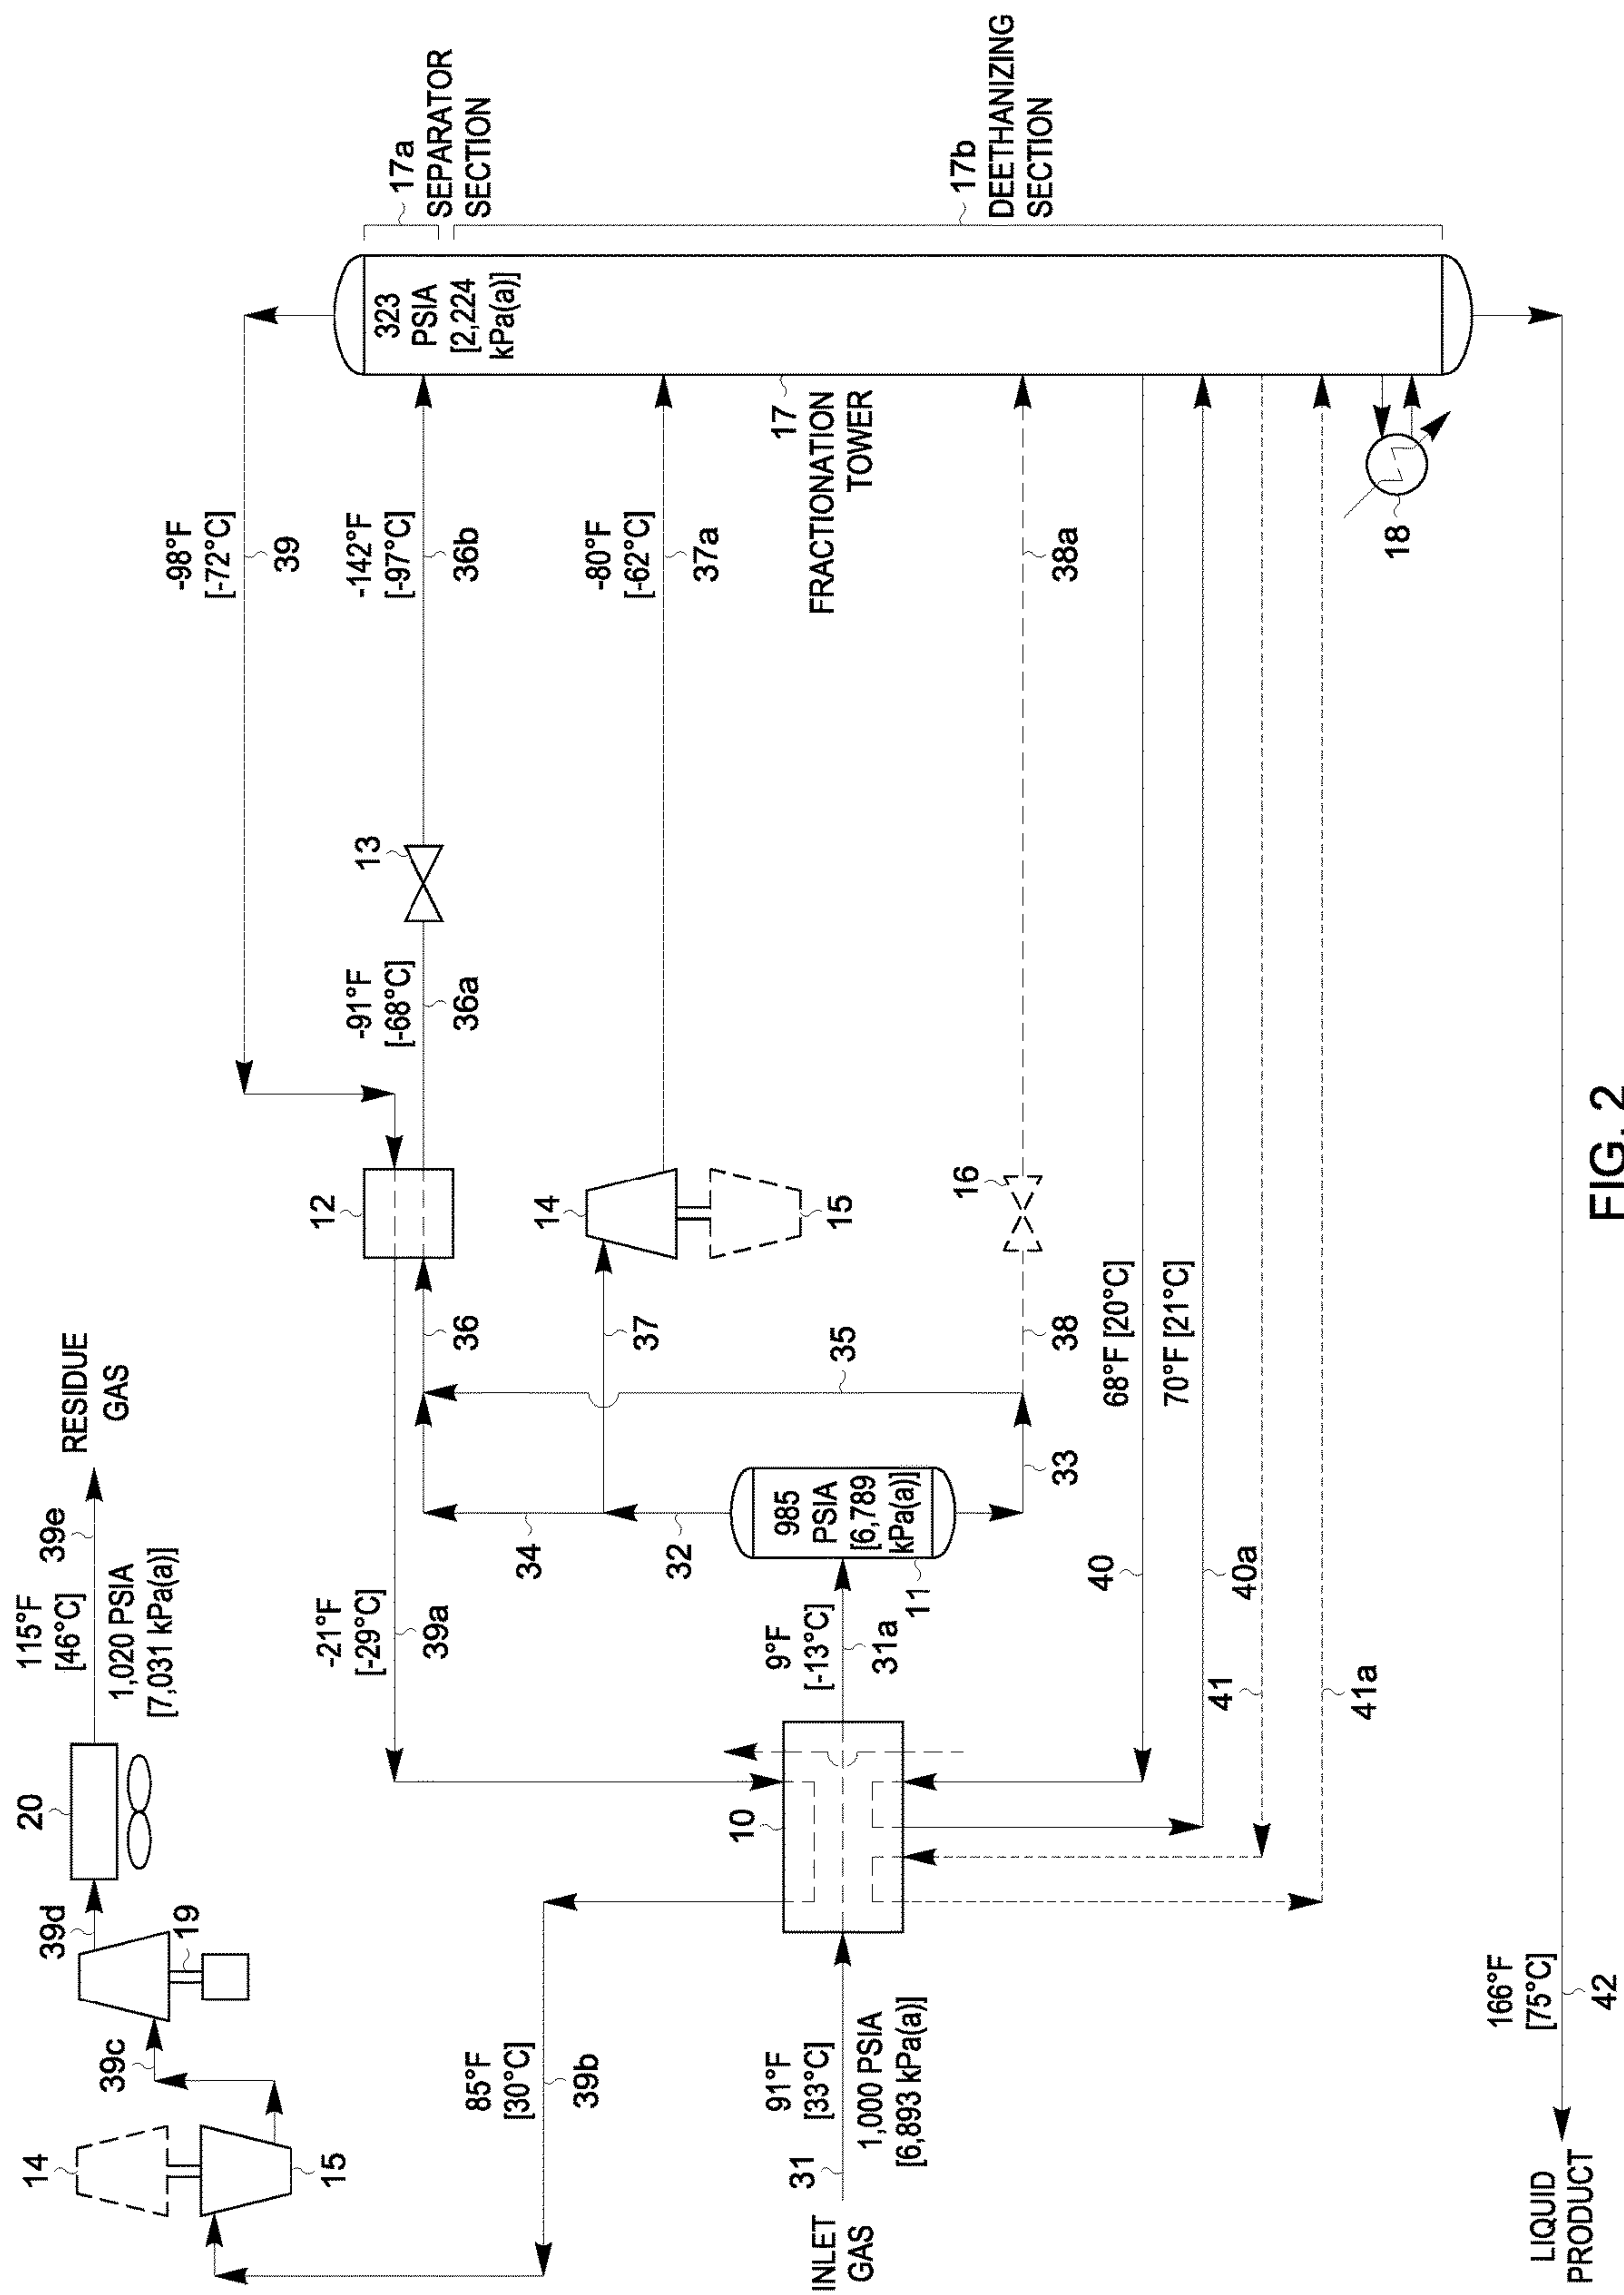 FIG. 2
RESIDUE
GAS
39e
115°F
[46°C]
1,020 PSIA
[7,031 kPa(a)]
20
39d
19
39c
14
15
-98°F
[-72°C]
39
17a
SEPARATOR
SECTION
323
PSIA
[2,224
kPa(a)]
-142°F
[-97°C]
36b
13
-91°F
[-68°C]
36a
12
36
-21°F
[-29°C]
39a
34
85°F
[30°C]
39b
-80°F
[-62°C]
37a
14
15
37
35
32
17
FRACTIONATION
TOWER
17b
DEETHANIZING
SECTION
985
PSIA
[6,789
kPa(a)]
11
9°F
[-13°C]
31a
10
INLET
GAS
31
91°F
[33°C]
1,000 PSIA
[6,893 kPa(a)]
33
38
16
38a
68°F [20°C]
40
70°F [21°C]
40a
41
41a
18
166°F
[75°C]
42
LIQUID
PRODUCT